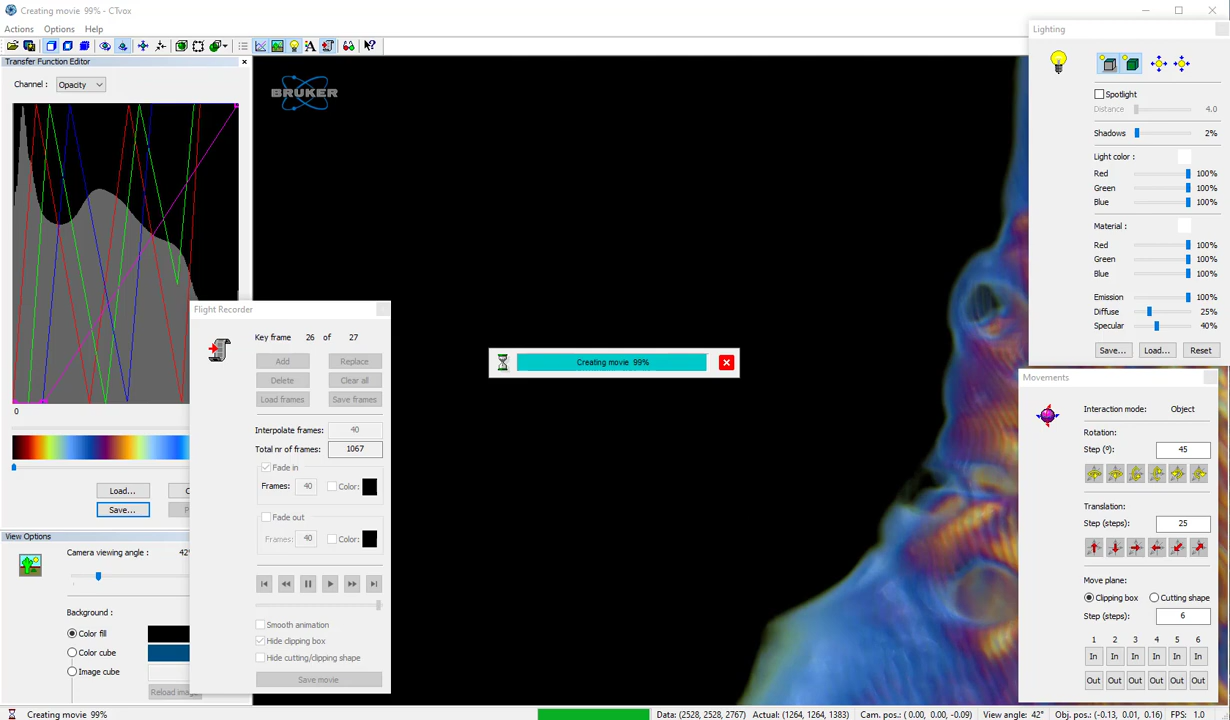 Creating movie 99% - CTvox
Actions Options Help
Transfer Function Editor
Channel : Opacity
0
Load...
Save...
View Options
Camera viewing angle : 42°
Background :
Color fill
Color cube
Image cube
Reload image
BRUKER
Flight Recorder
Key frame 26 of 27
Add Replace
Delete Clear all
Load frames Save frames
Interpolate frames: 40
Total nr of frames: 1067
Fade in
Frames: 40 Color:
Fade out
Frames: 40 Color:
Smooth animation
Hide clipping box
Hide cutting/clipping shape
Save movie
Creating movie 99%
Lighting
Spotlight
Distance 4.0
Shadows 2%
Light color :
Red 100%
Green 100%
Blue 100%
Material :
Red 100%
Green 100%
Blue 100%
Emission 100%
Diffuse 25%
Specular 40%
Save... Load... Reset
Movements
Interaction mode: Object
Rotation:
Step (º): 45
Translation:
Step (steps): 25
Move plane:
Clipping box Cutting shape
Step (steps): 6
1 2 3 4 5 6
In In In In In In
Out Out Out Out Out Out
Creating movie 99% Data: (2528, 2528, 2767) Actual: (1264, 1264, 1383) Cam. pos.: ( 0.00, 0.00, -0.09) View angle: 42° Obj. pos.: (-0.13, 0.01, 0.16) FPS: 1.0